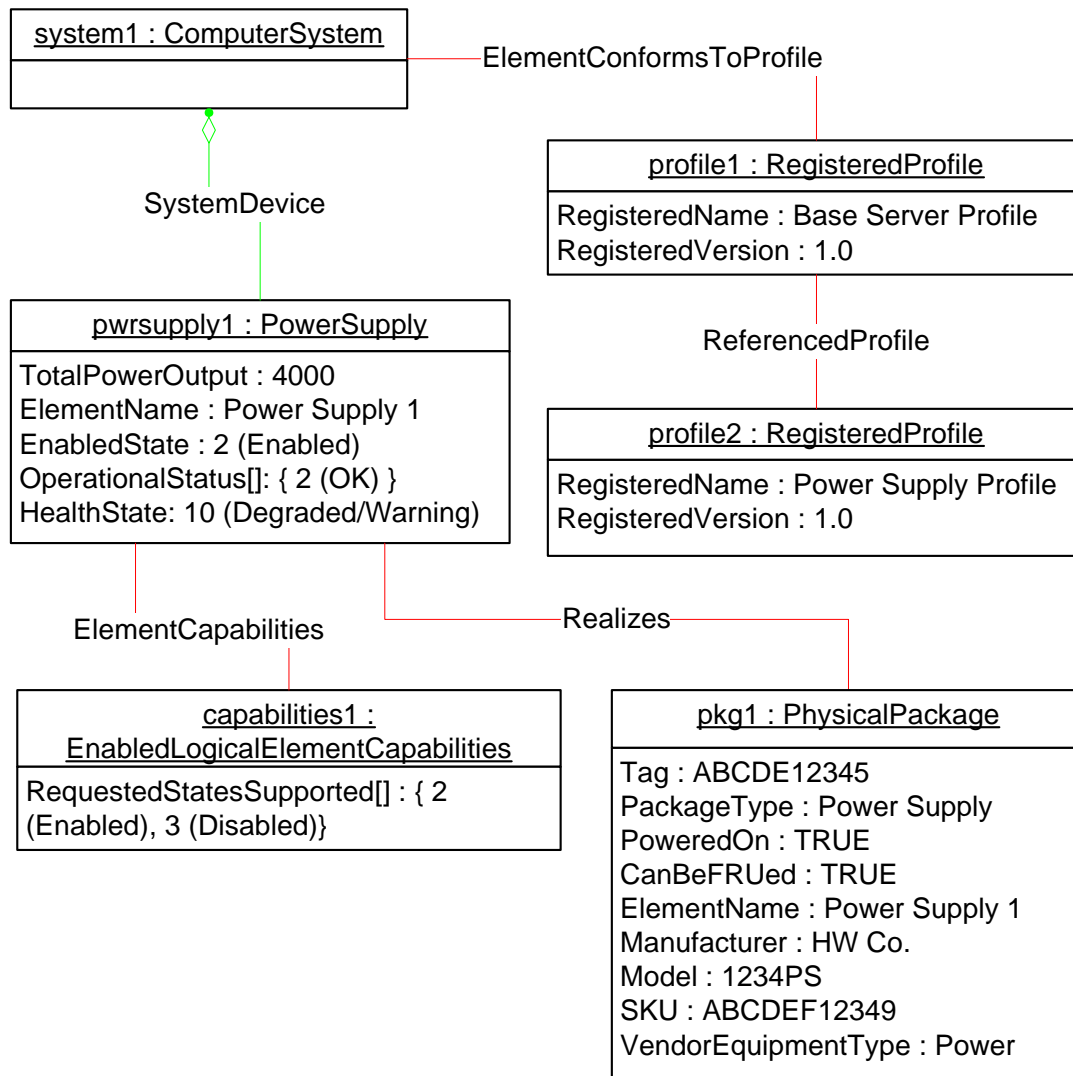 system1 : ComputerSystem
ElementConformsToProfile
profile1 : RegisteredProfile
RegisteredName : Base Server Profile
RegisteredVersion : 1.0
SystemDevice
pwrsupply1 : PowerSupply
TotalPowerOutput : 4000
ElementName : Power Supply 1
EnabledState : 2 (Enabled)
OperationalStatus[]: { 2 (OK) }
HealthState: 10 (Degraded/Warning)
ReferencedProfile
profile2 : RegisteredProfile
RegisteredName : Power Supply Profile
RegisteredVersion : 1.0
ElementCapabilities
Realizes
capabilities1 :
EnabledLogicalElementCapabilities
RequestedStatesSupported[] : { 2
(Enabled), 3 (Disabled)}
pkg1 : PhysicalPackage
Tag : ABCDE12345
PackageType : Power Supply
PoweredOn : TRUE
CanBeFRUed : TRUE
ElementName : Power Supply 1
Manufacturer : HW Co.
Model : 1234PS
SKU : ABCDEF12349
VendorEquipmentType : Power